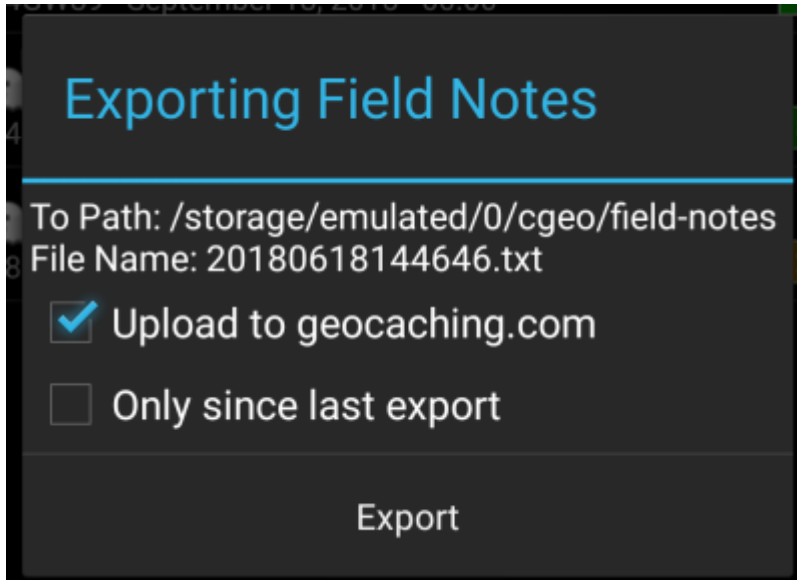 Exporting Field Notes
To Path: /storage/emulated/0/cgeo/field-notes
File Name: 20180618144646.txt
Upload to geocaching.com
Only since last export
Export